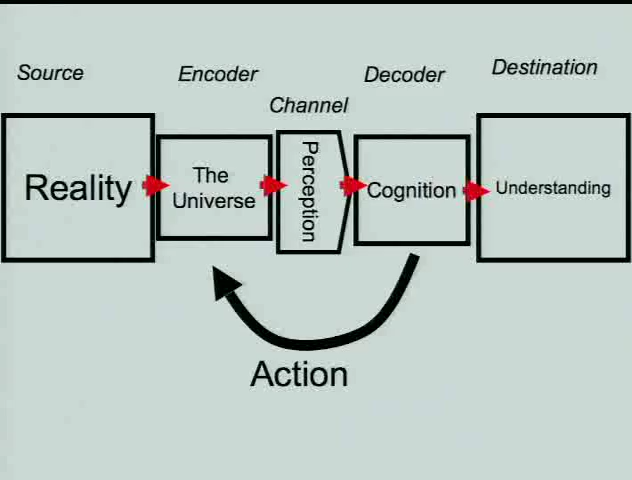 Source
Encoder
Channel
Decoder
Destination
Reality
The
Universe
Perception
Cognition
Understanding
Action